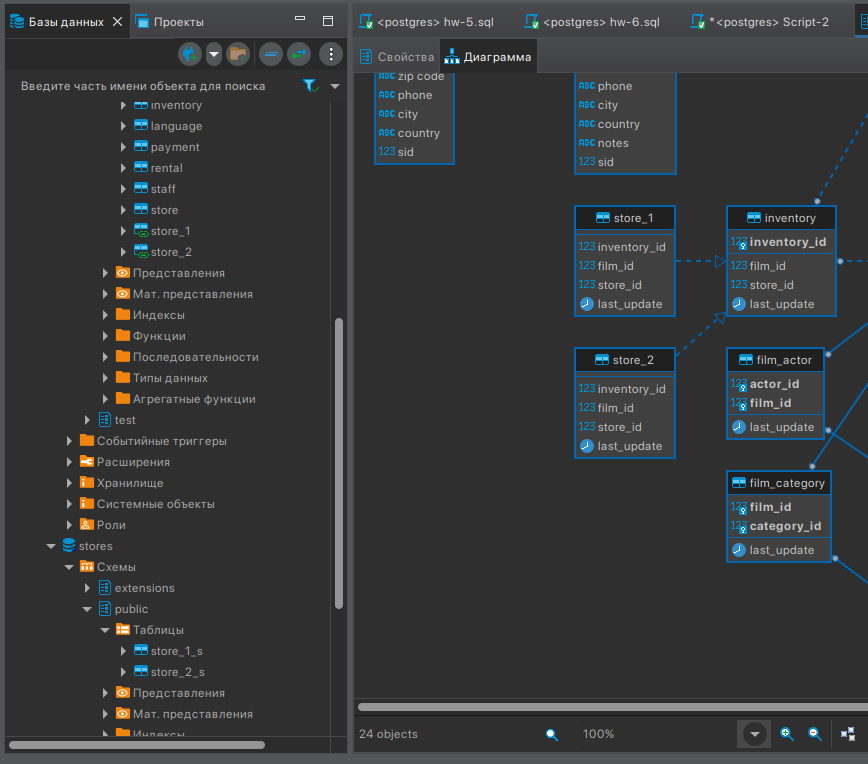 Базы данных
Проекты
Введите часть имени объекта для поиска
inventory
language
payment
rental
staff
store
store_1
store_2
Представления
Мат. представления
Индексы
Функции
Последовательности
Типы данных
Агрегатные функции
test
Событийные триггеры
Расширения
Хранилище
Системные объекты
Роли
stores
Схемы
extensions
public
Таблицы
store_1_s
store_2_s
Представления
Мат. представления
Индексы
<postgres> hw-5.sql
<postgres> hw-6.sql
*<postgres> Script-2
Свойства
Диаграмма
ABC zip code
ABC phone
ABC city
ABC country
123 sid
ABC phone
ABC city
ABC country
ABC notes
123 sid
store_1
123 inventory_id
123 film_id
123 store_id
last_update
inventory
123 inventory_id
123 film_id
123 store_id
last_update
store_2
123 inventory_id
123 film_id
123 store_id
last_update
film_actor
123 actor_id
123 film_id
last_update
film_category
123 film_id
123 category_id
last_update
24 objects
100%